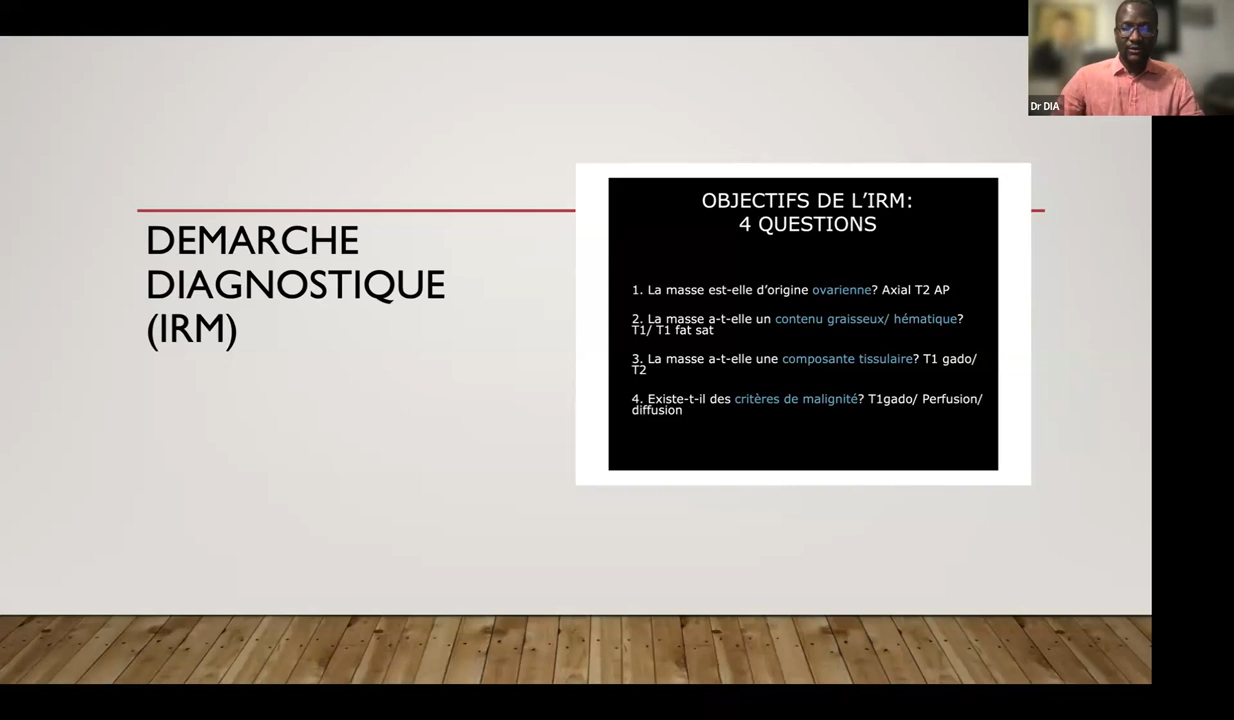 Dr DIA
DEMARCHE
DIAGNOSTIQUE
(IRM)
OBJECTIFS DE L’IRM:
4 QUESTIONS
1. La masse est-elle d’origine ovarienne? Axial T2 AP
2. La masse a-t-elle un contenu graisseux/ hématique?
T1/ T1 fat sat
3. La masse a-t-elle une composante tissulaire? T1 gado/
T2
4. Existe-t-il des critères de malignité? T1gado/ Perfusion/
diffusion